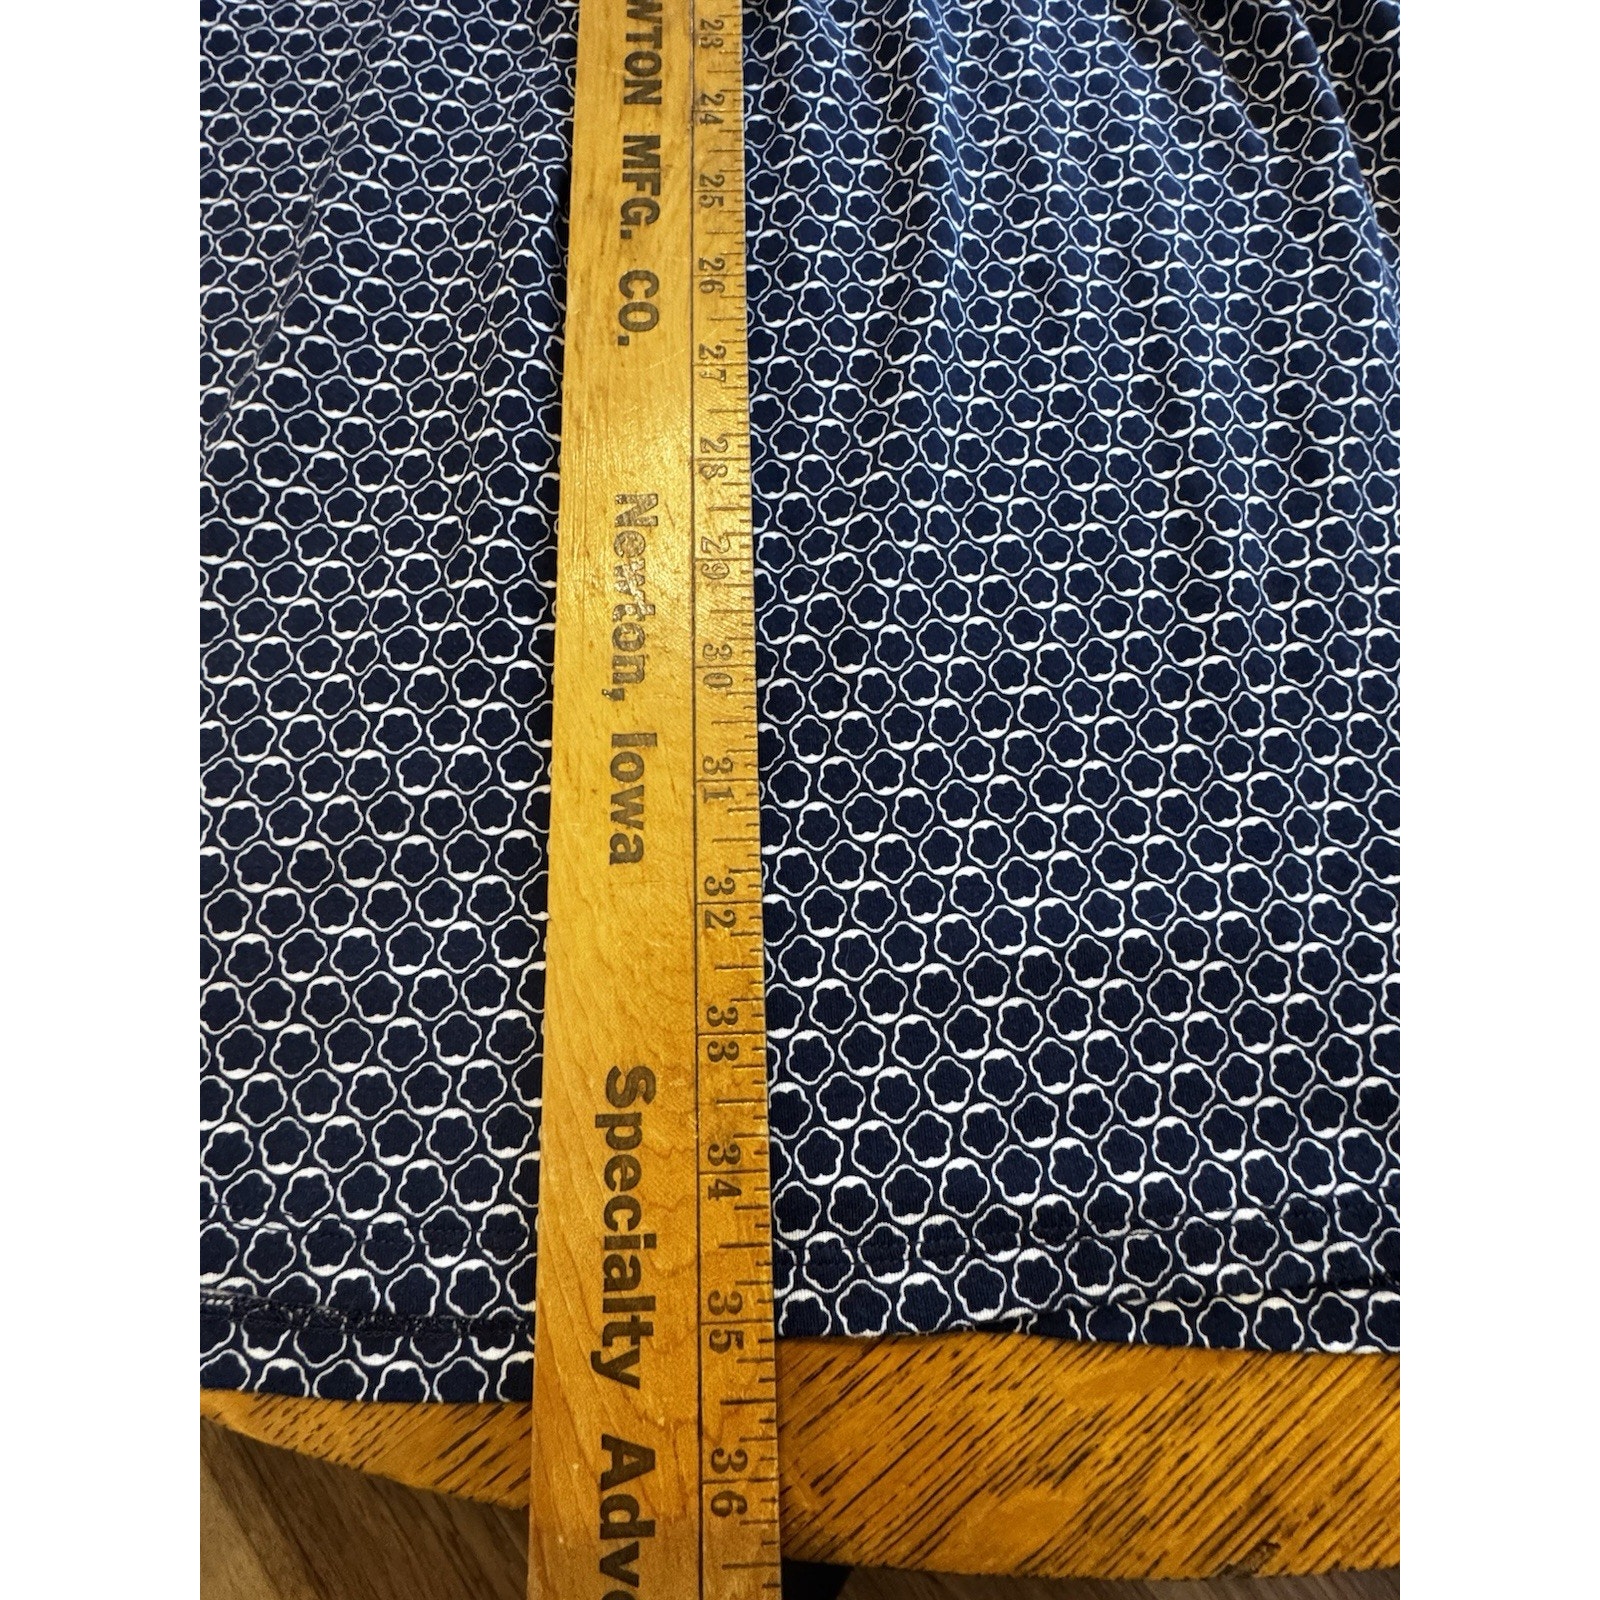 WTON MFG. CO.
Newton, Iowa
Specialty Adv
23 24 25 26 27 28 29 30 31 32 33 34 35 36